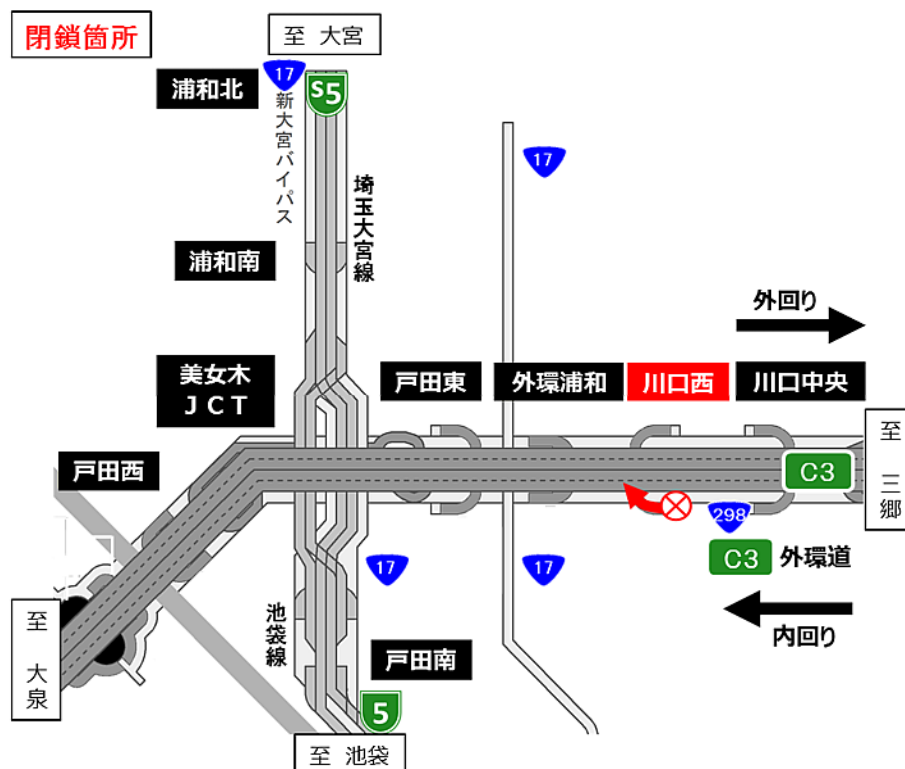 閉鎖箇所
至 大宮
浦和北
17
S5
新大宮バイパス
埼玉大宮線
17
浦和南
外回り
美女木
JCT
戸田東
外環浦和
川口西
川口中央
至 三郷
戸田西
C3
298
C3 外環道
17
17
内回り
至 大泉
池袋線
戸田南
5
至 池袋